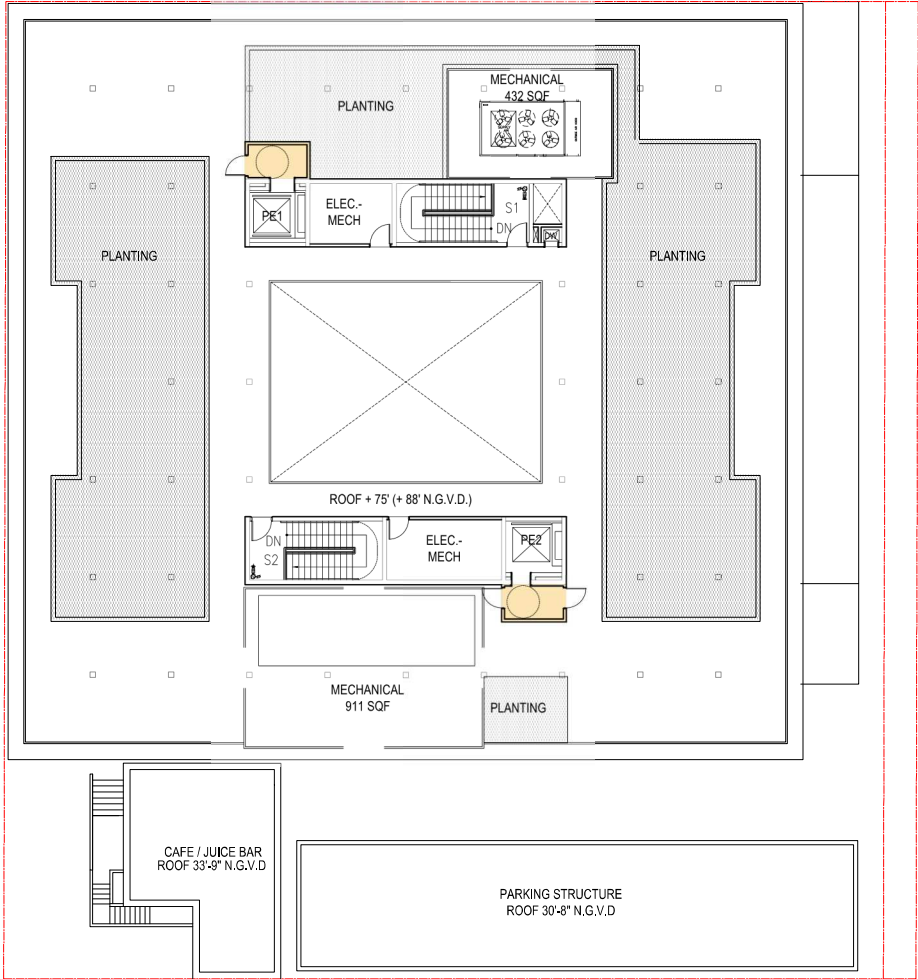 MECHANICAL
432 SQF
PLANTING
PE1
ELEC.-
MECH
S1
DN
DW
PLANTING
PLANTING
ROOF + 75' (+ 88' N.G.V.D.)
DN
S2
ELEC.-
MECH
PE2
MECHANICAL
911 SQF
PLANTING
CAFE / JUICE BAR
ROOF 33'-9" N.G.V.D
PARKING STRUCTURE
ROOF 30'-8" N.G.V.D